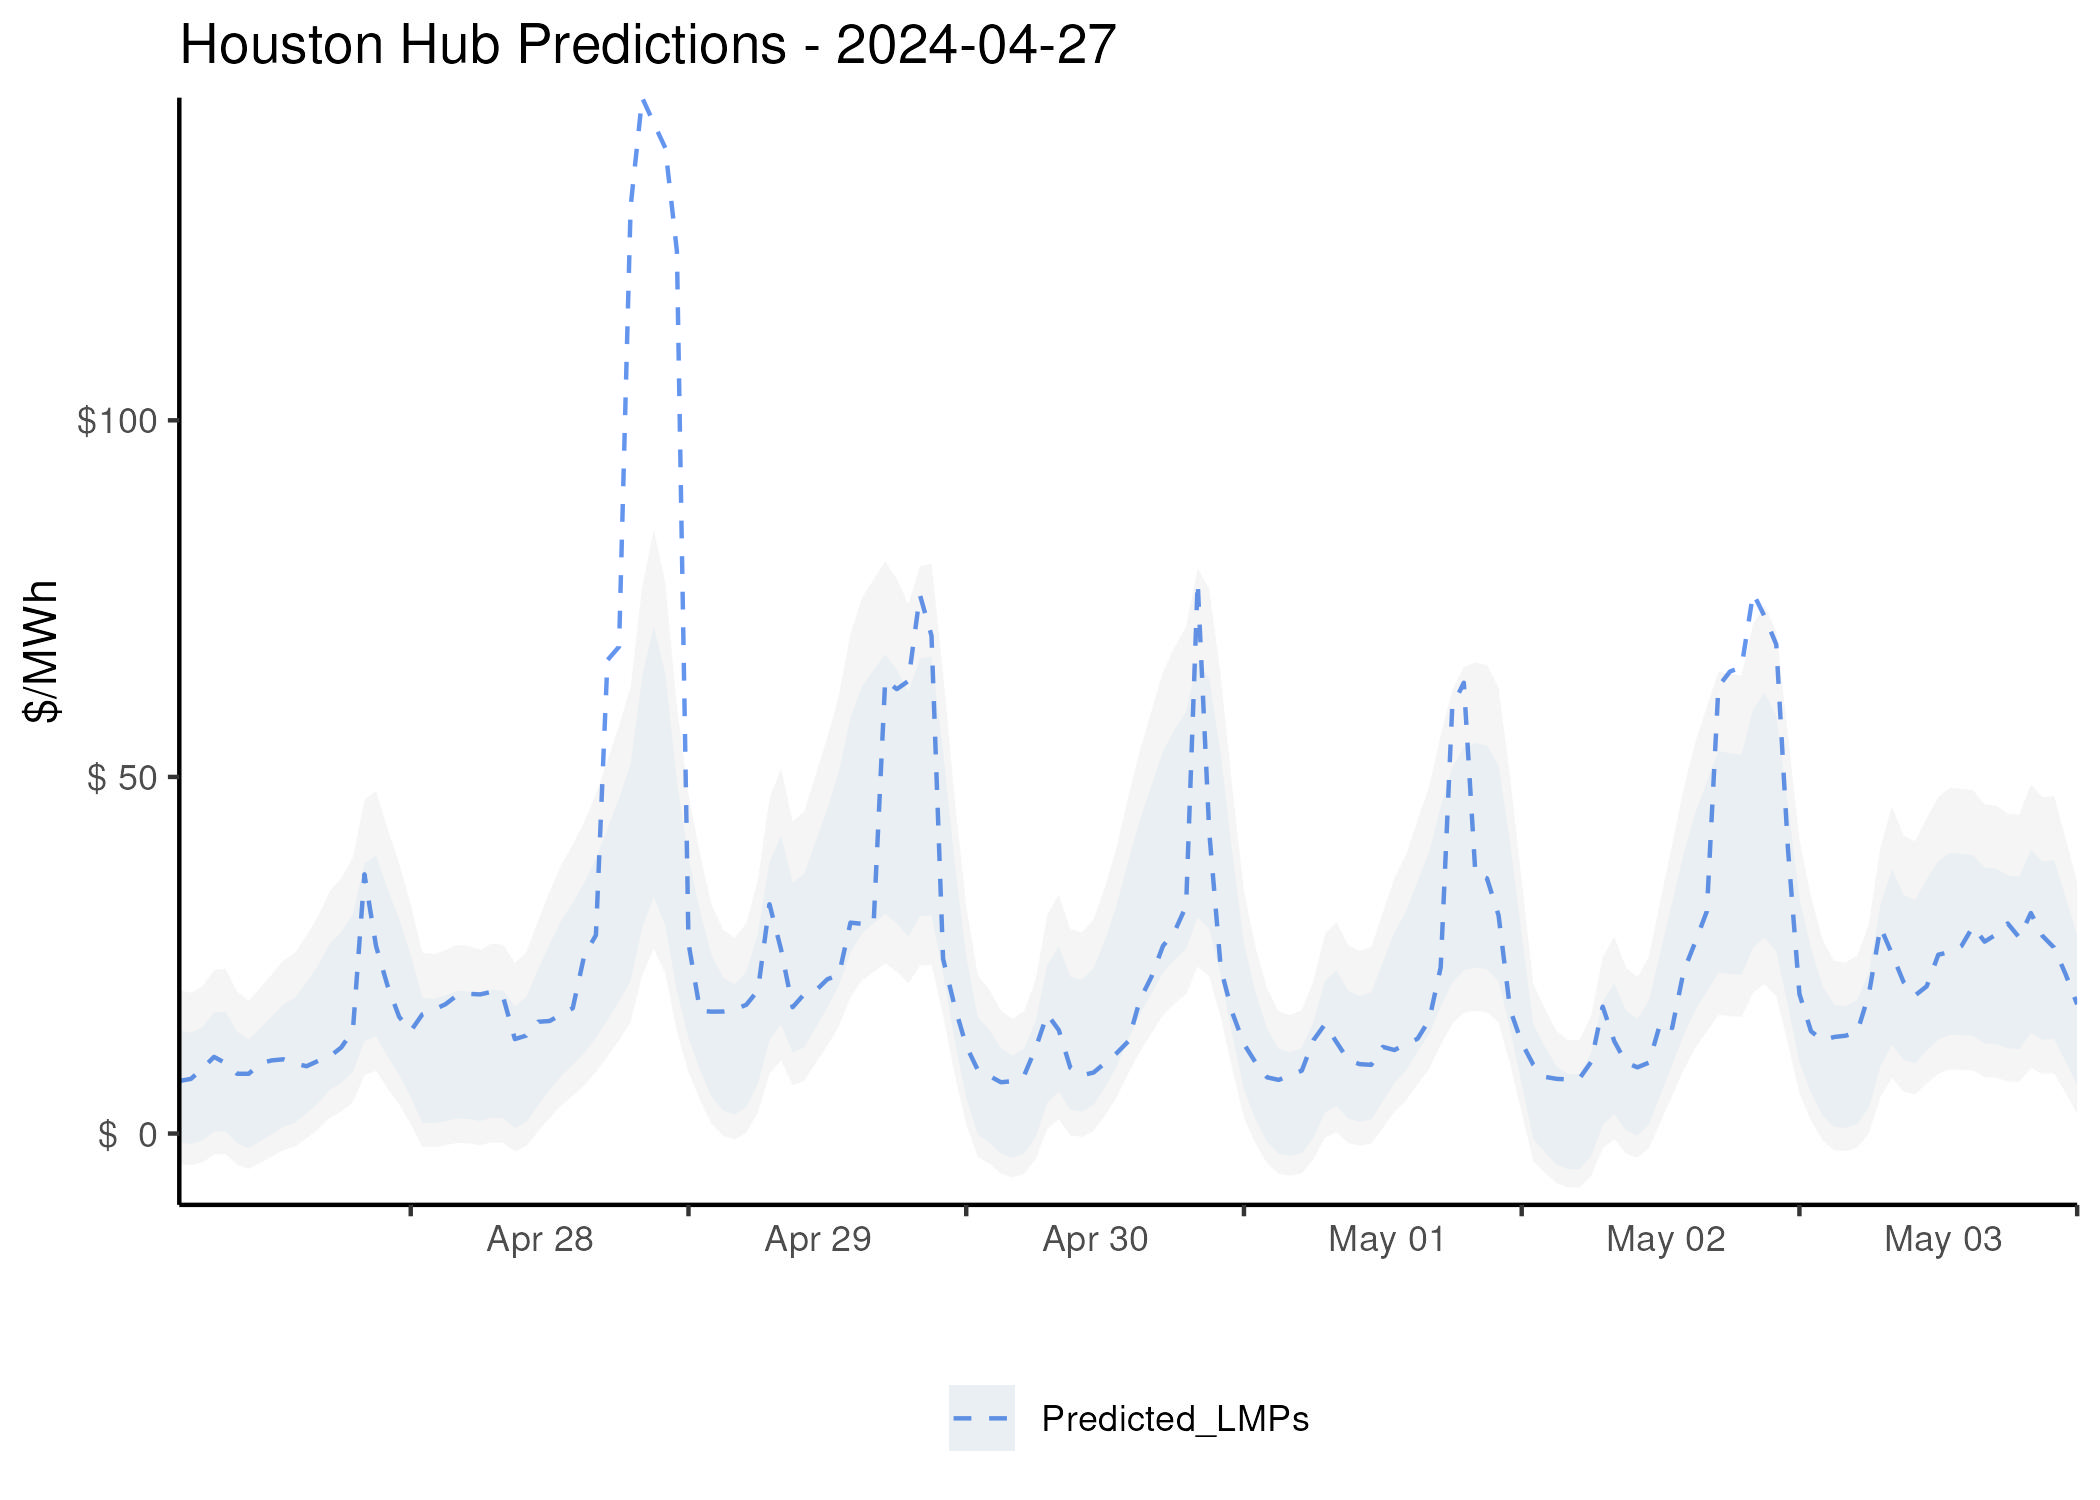 Houston Hub Predictions - 2024-04-27
$/MWh
$100
$ 50
$  0
Apr 28 Apr 29 Apr 30 May 01 May 02 May 03
Predicted_LMPs